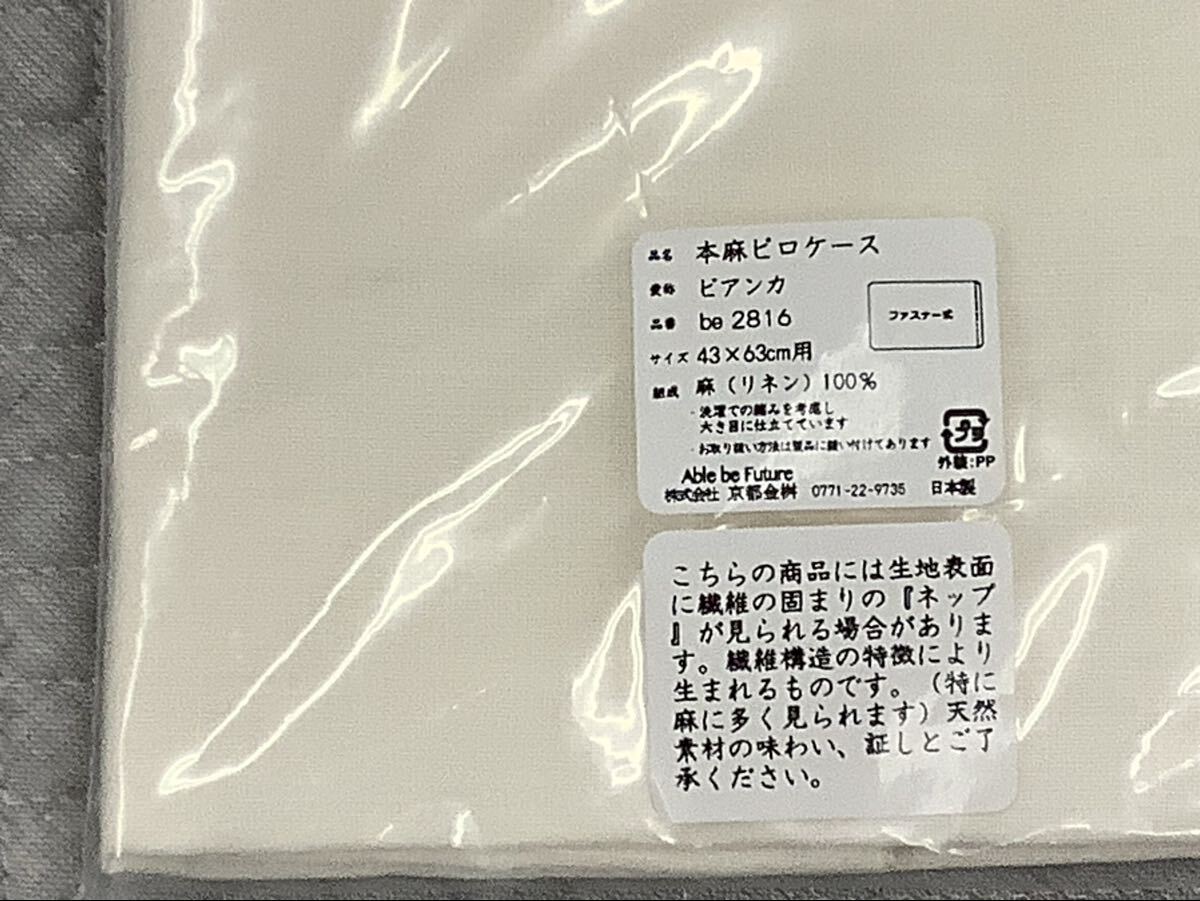 品名 本麻ピロケース
愛称 ビアンカ
品番 be 2816
サイズ 43×63cm用
組成 麻（リネン）100%
・洗濯での縮みを考慮し
大き目に仕立てています
・お取り扱い方法は製品に縫い付けてあります
ファスナー式
プラ
外装:PP
Able be Future
株式会社 京都金桝 0771-22-9735 日本製
こちらの商品には生地表面
に繊維の固まりの『ネップ
』が見られる場合がありま
す。繊維構造の特徴により
生まれるものです。（特に
麻に多く見られます）天然
素材の味わい、証しとご了
承ください。